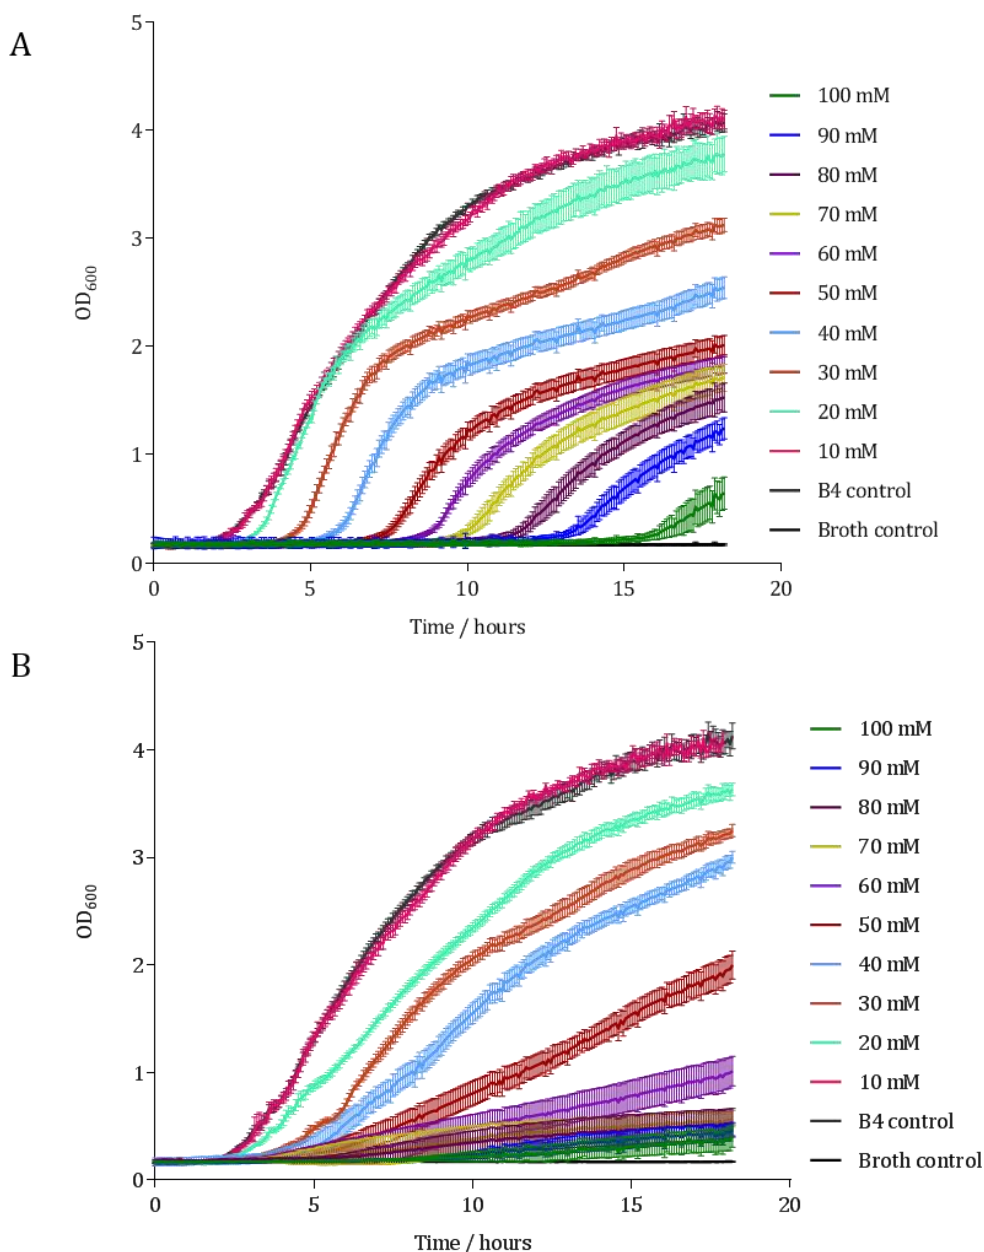 A
5
4
3
2
1
0
OD600
0 5 10 15 20
Time / hours
100 mM
90 mM
80 mM
70 mM
60 mM
50 mM
40 mM
30 mM
20 mM
10 mM
B4 control
Broth control
B
5
4
3
2
1
0
OD600
0 5 10 15 20
Time / hours
100 mM
90 mM
80 mM
70 mM
60 mM
50 mM
40 mM
30 mM
20 mM
10 mM
B4 control
Broth control